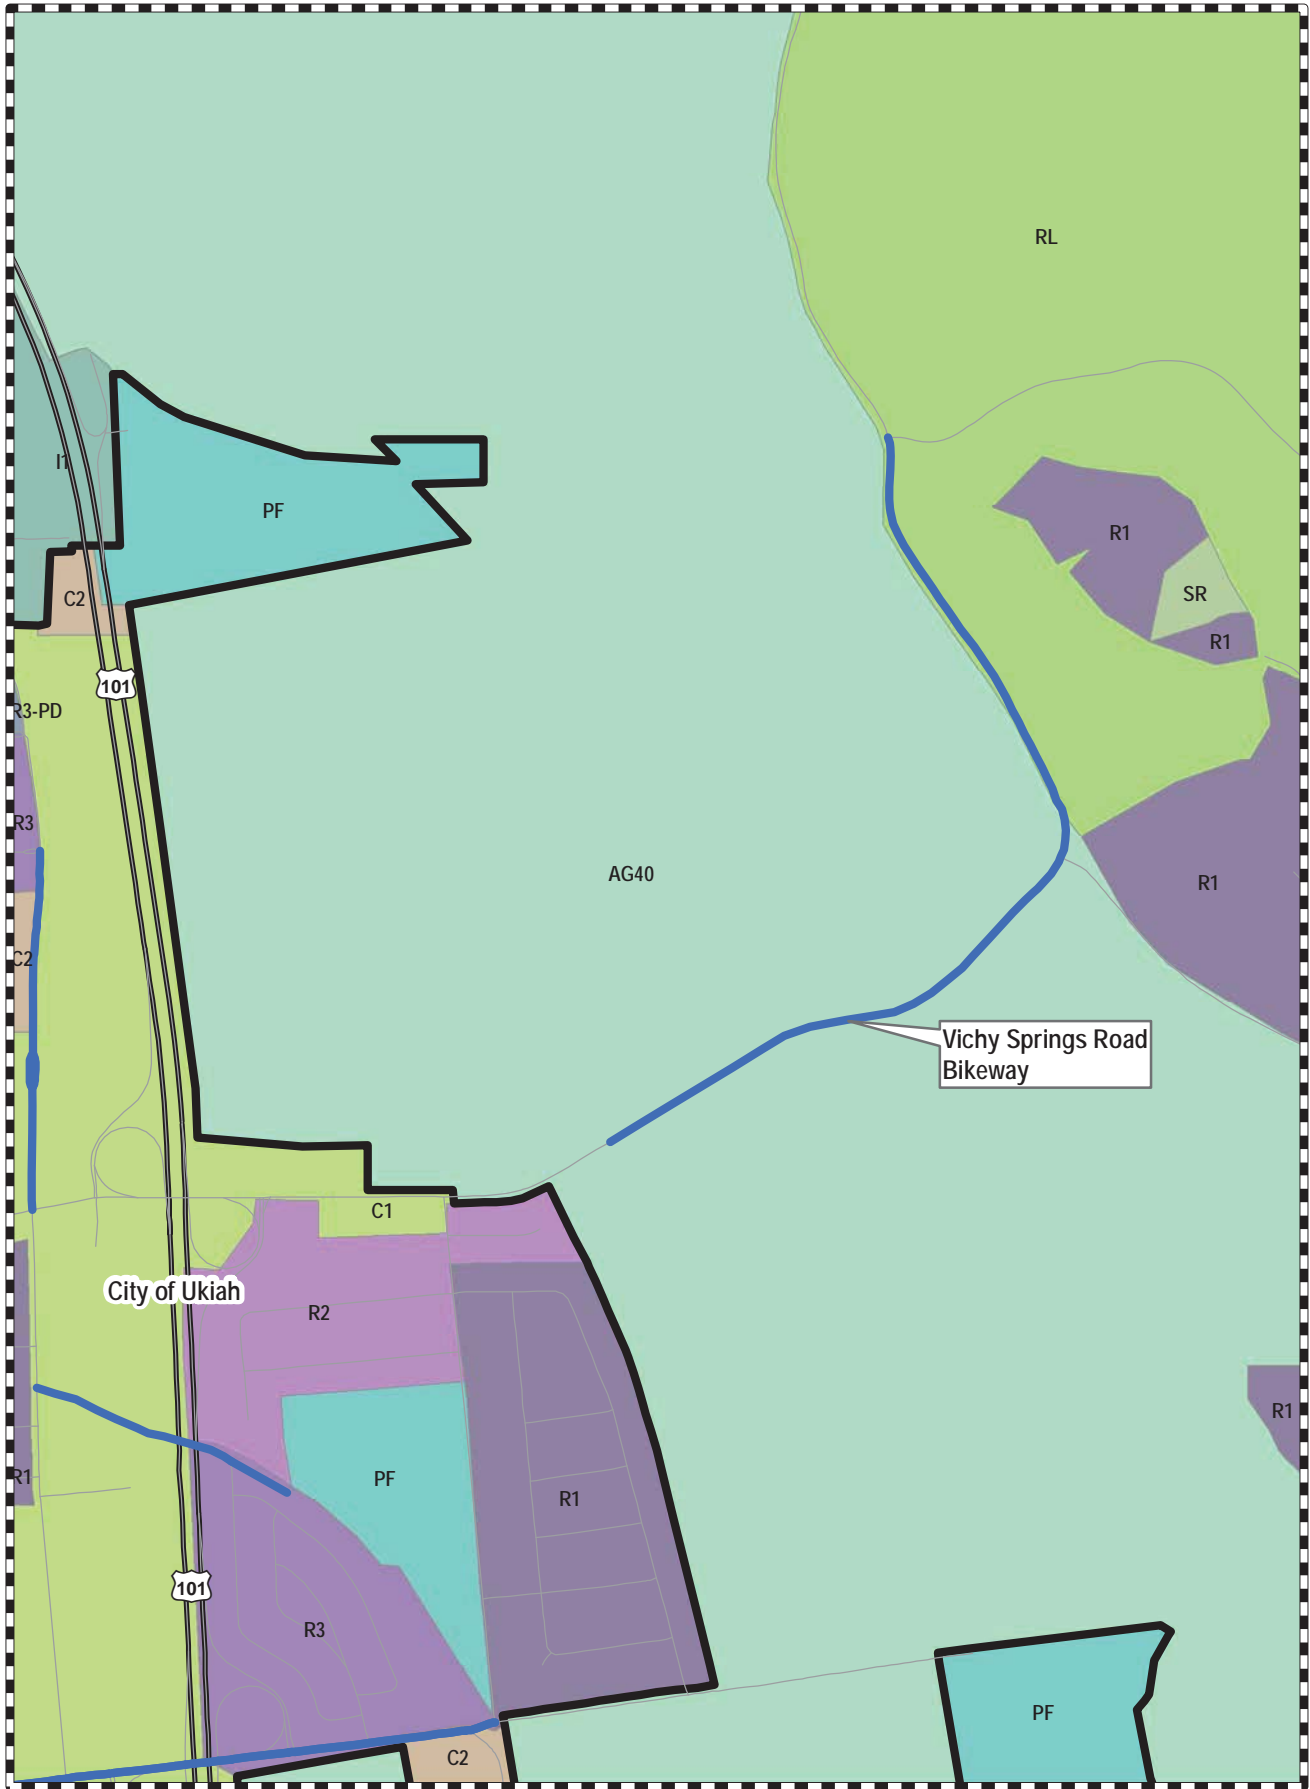 RL
I1
PF
R1
SR
C2
R1
101
R3-PD
R3
AG40
R1
C2
Vichy Springs Road
Bikeway
C1
City of Ukiah
R2
R1
R1
PF
R1
101
R3
PF
C2